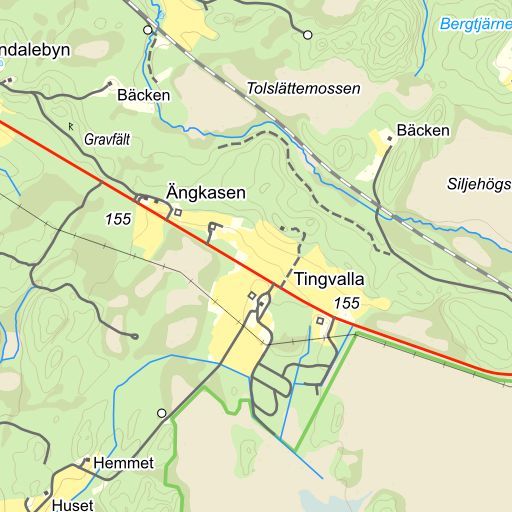 Bergtjärne
ndalebyn
Tolslättemossen
Bäcken
Bäcken
R
Gravfält
Siljehögs
Ängkasen
155
Tingvalla
155
Hemmet
Huset